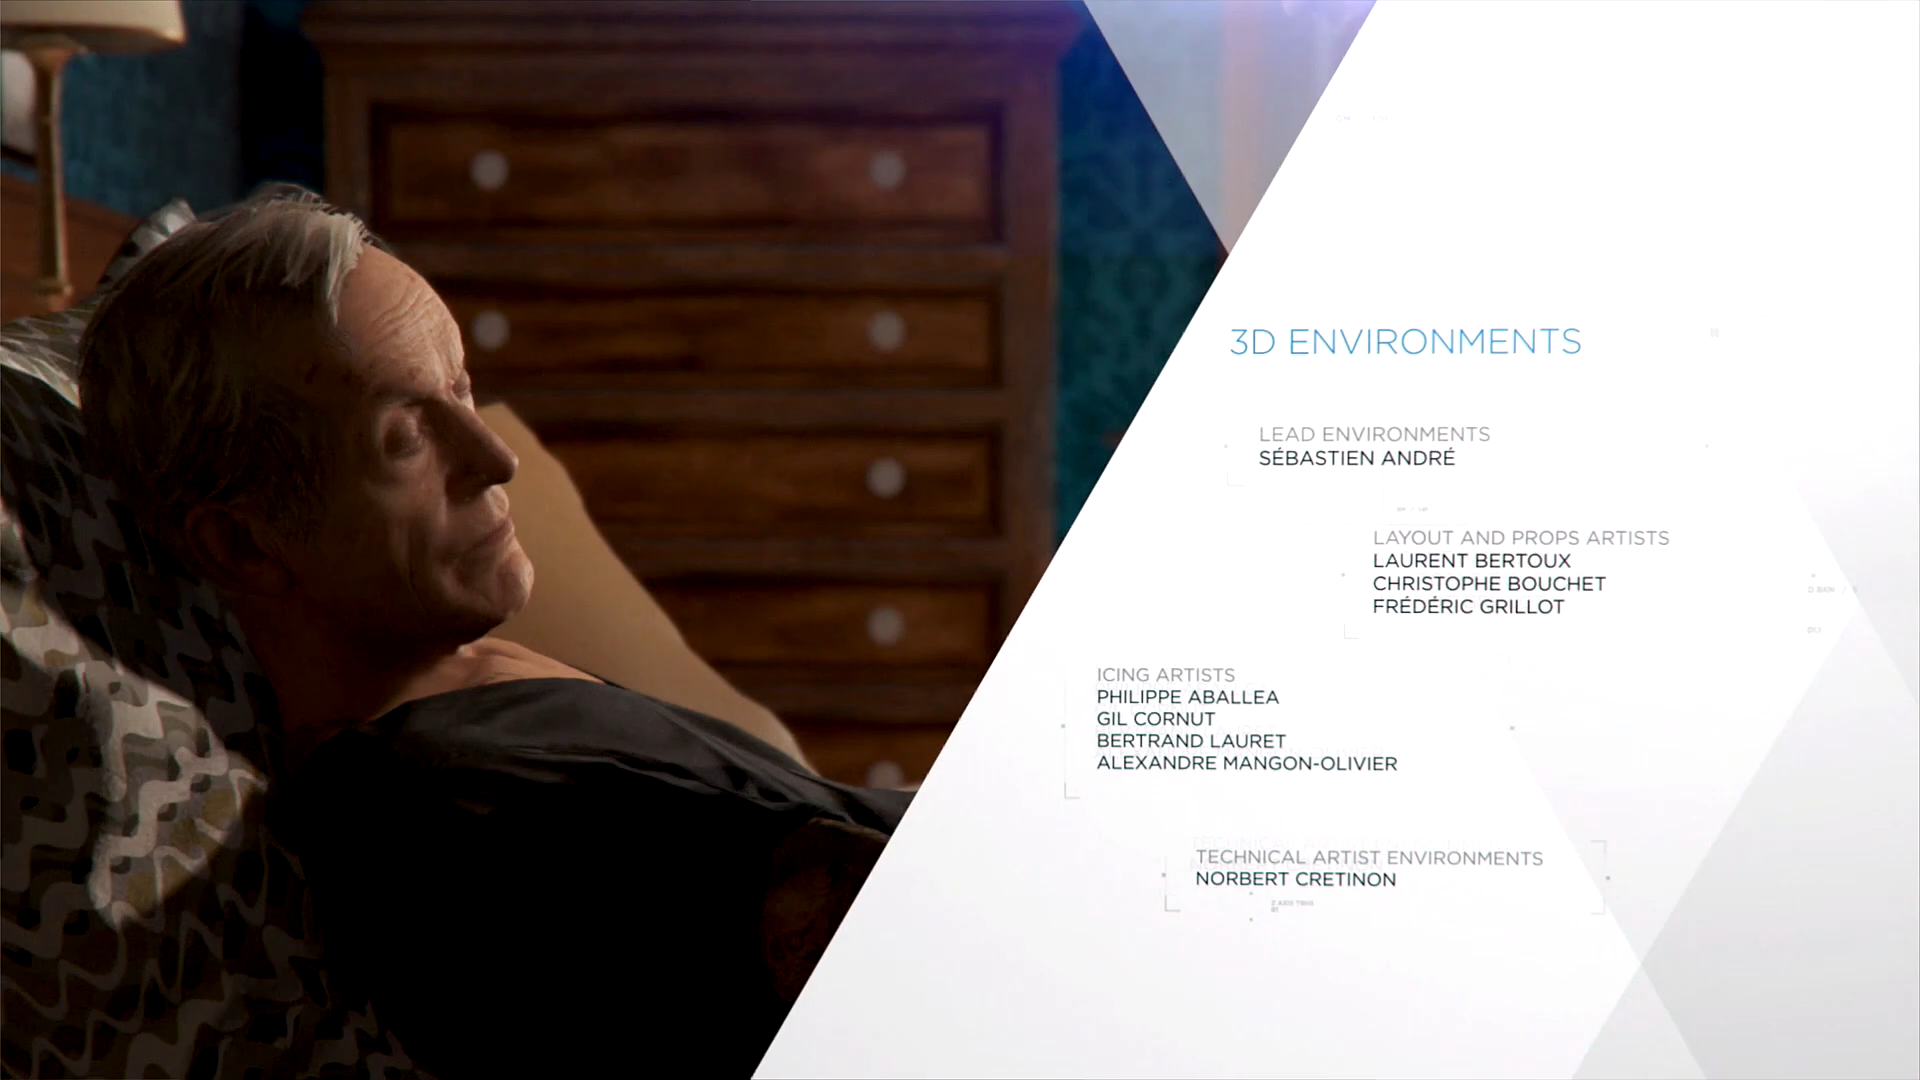 3D ENVIRONMENTS
LEAD ENVIRONMENTS
SÉBASTIEN ANDRÉ
LAYOUT AND PROPS ARTISTS
LAURENT BERTOUX
CHRISTOPHE BOUCHET
FRÉDÉRIC GRILLOT
ICING ARTISTS
PHILIPPE ABALLEA
GIL CORNUT
BERTRAND LAURET
ALEXANDRE MANGON-OLIVIER
TECHNICAL ARTIST ENVIRONMENTS
NORBERT CRETINON